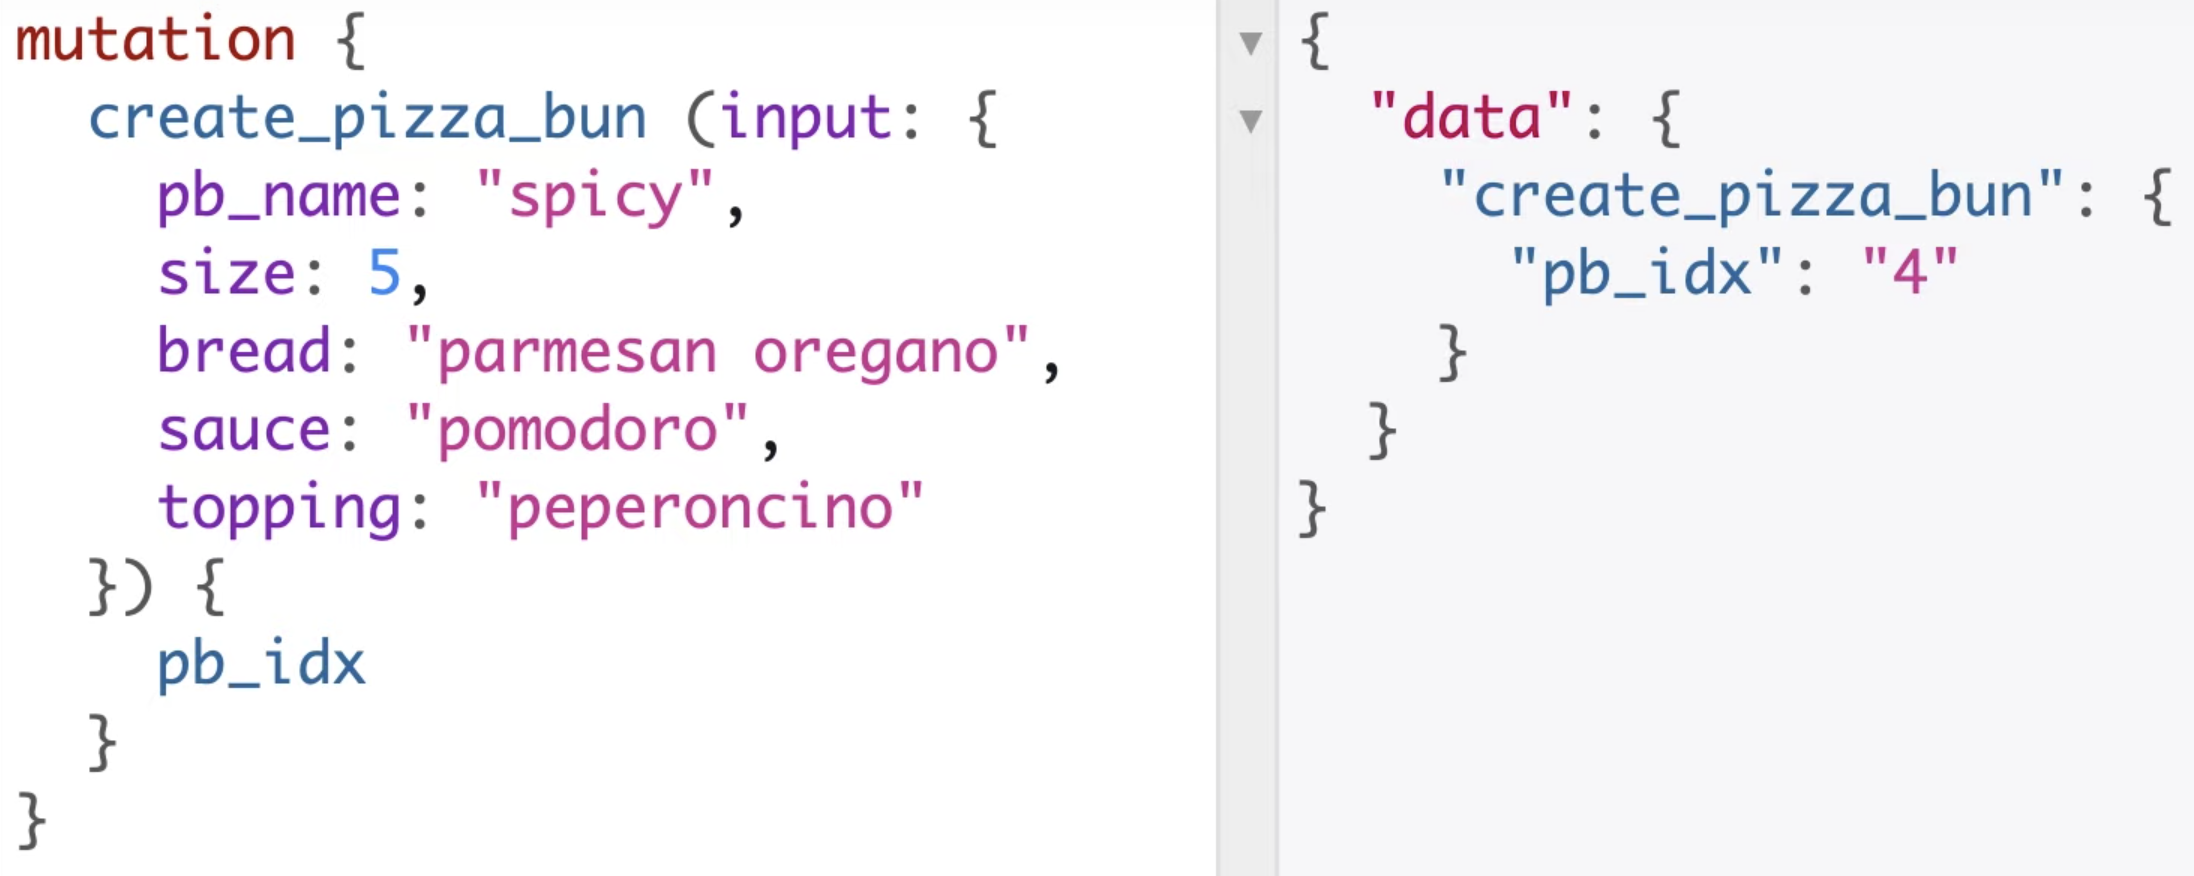 mutation {
  create_pizza_bun (input: {
    pb_name: "spicy",
    size: 5,
    bread: "parmesan oregano",
    sauce: "pomodoro",
    topping: "peperoncino"
  }) {
    pb_idx
  }
}
{
  "data": {
    "create_pizza_bun": {
      "pb_idx": "4"
    }
  }
}